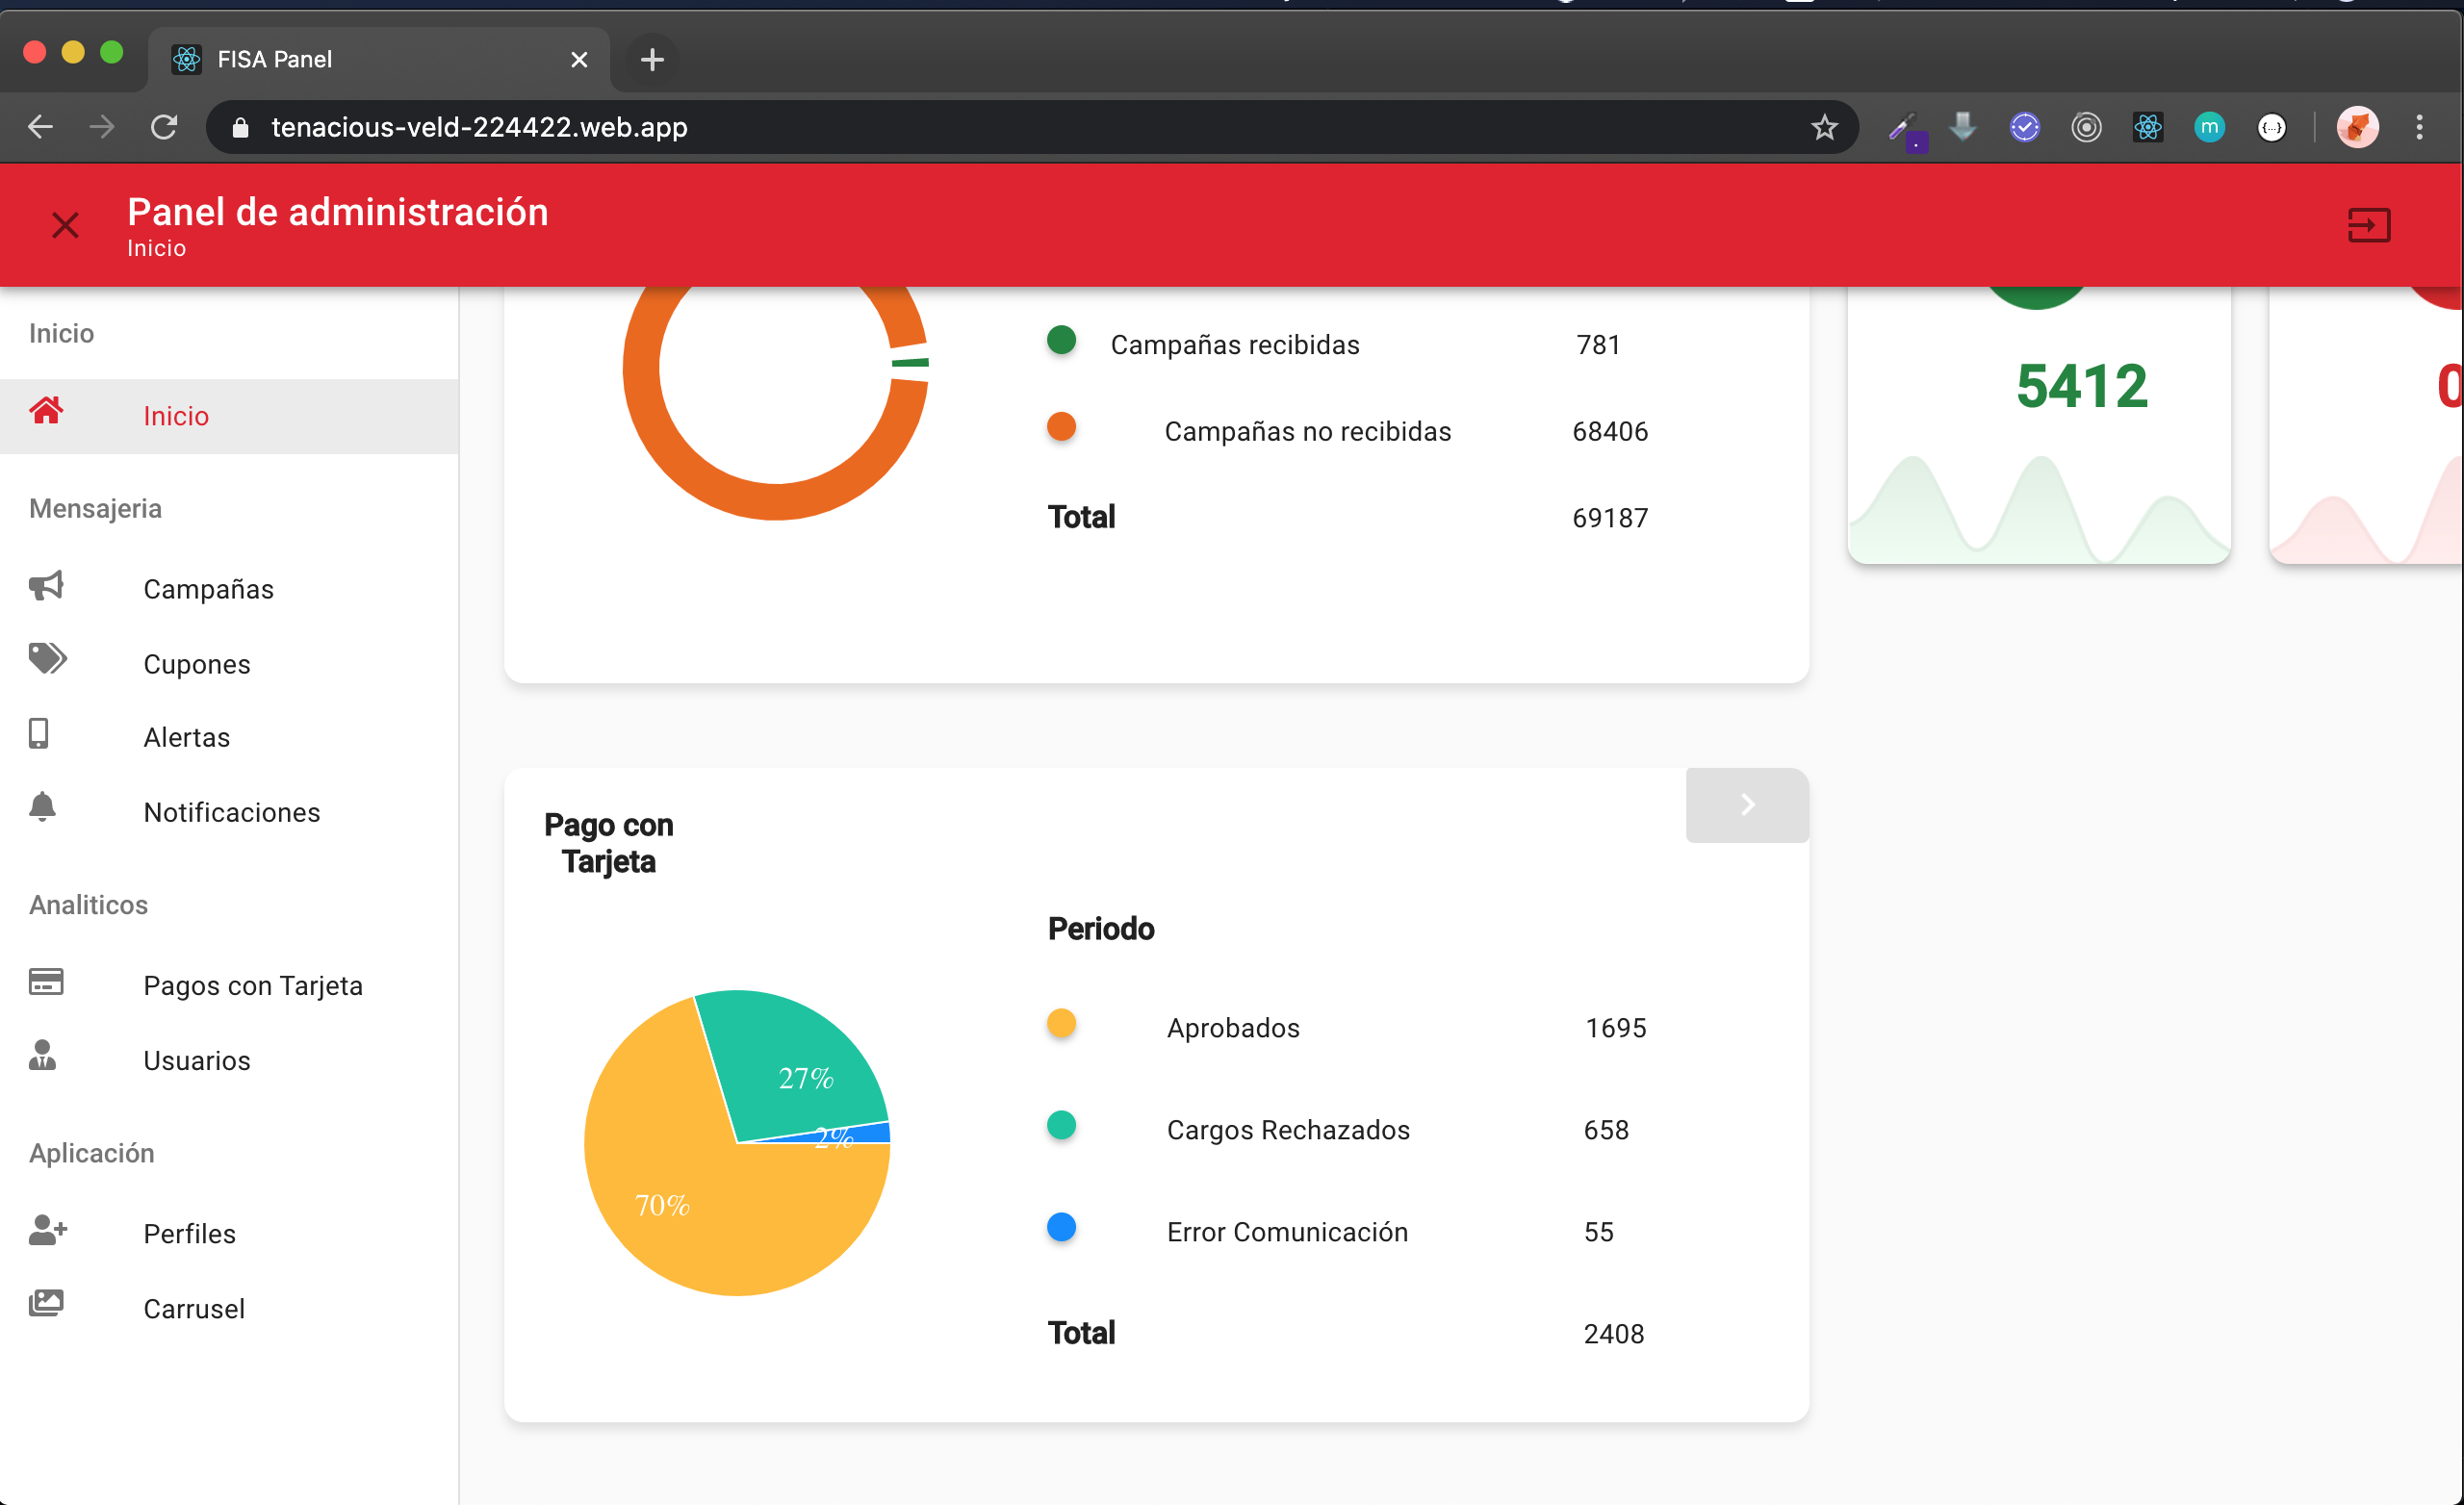 FISA Panel
tenacious-veld-224422.web.app
m
{...}
Panel de administración
Inicio
Inicio
Inicio
Mensajeria
Campañas
Cupones
Alertas
Notificaciones
Analiticos
Pagos con Tarjeta
Usuarios
Aplicación
Perfiles
Carrusel
Campañas recibidas 781
Campañas no recibidas 68406
Total 69187
5412
Pago con
Tarjeta
Periodo
27%
2%
70%
Aprobados 1695
Cargos Rechazados 658
Error Comunicación 55
Total 2408